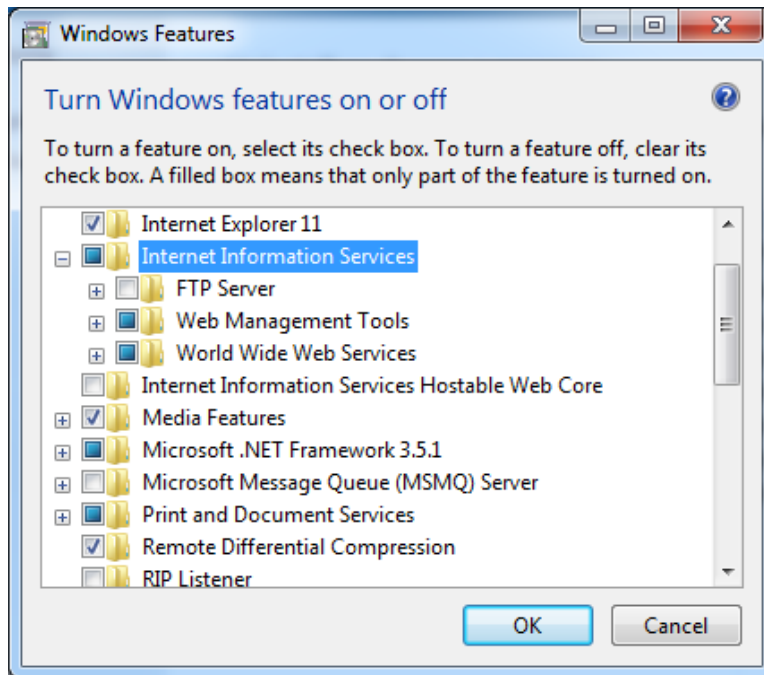 Windows Features
Turn Windows features on or off
To turn a feature on, select its check box. To turn a feature off, clear its
check box. A filled box means that only part of the feature is turned on.
Internet Explorer 11
Internet Information Services
FTP Server
Web Management Tools
World Wide Web Services
Internet Information Services Hostable Web Core
Media Features
Microsoft .NET Framework 3.5.1
Microsoft Message Queue (MSMQ) Server
Print and Document Services
Remote Differential Compression
RIP Listener
OK
Cancel